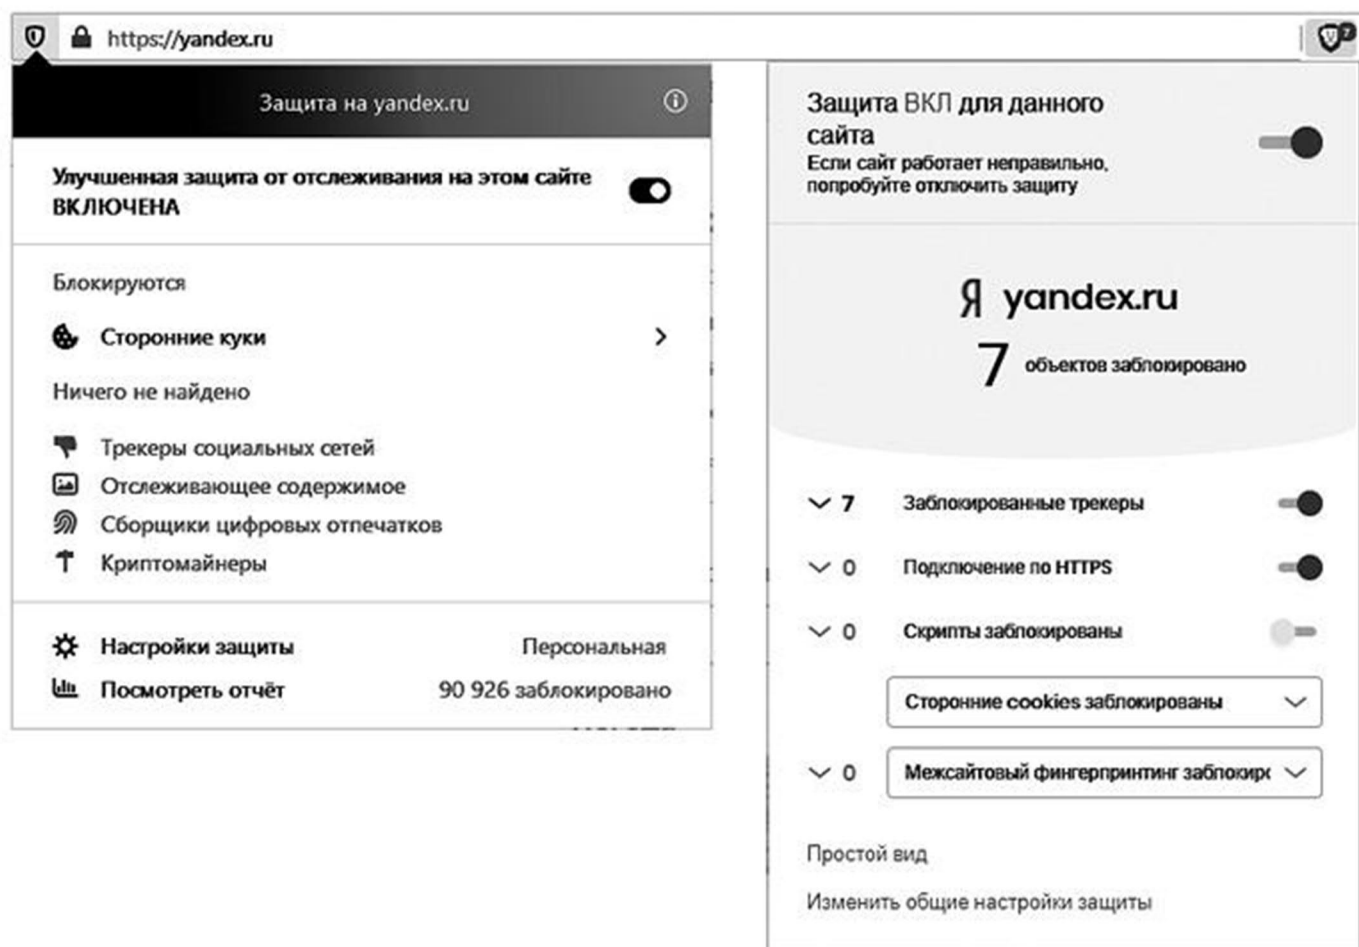 https://yandex.ru
7
Защита на yandex.ru
Улучшенная защита от отслеживания на этом сайте
ВКЛЮЧЕНА
Блокируются
Сторонние куки
Ничего не найдено
Трекеры социальных сетей
Отслеживающее содержимое
Сборщики цифровых отпечатков
Криптомайнеры
Настройки защиты Персональная
Посмотреть отчёт 90 926 заблокировано
Защита ВКЛ для данного
сайта
Если сайт работает неправильно,
попробуйте отключить защиту
Я yandex.ru
7 объектов заблокировано
7 Заблокированные трекеры
0 Подключение по HTTPS
0 Скрипты заблокированы
Сторонние cookies заблокированы
0 Межсайтовый фингерпринтинг заблокиро
Простой вид
Изменить общие настройки защиты